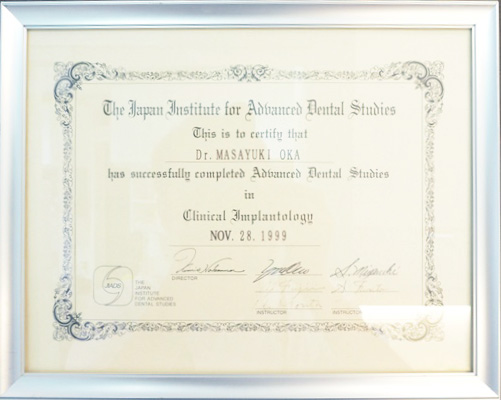 The Japan Institute for Advanced Dental Studies
This is to certify that
Dr. MASAYUKI OKA
has successfully completed Advanced Dental Studies
in
Clinical Implantology
NOV. 28. 1999
DIRECTOR
JIADS
THE
JAPAN
INSTITUTE
FOR ADVANCED
DENTAL STUDIES
INSTRUCTOR
INSTRUCTOR